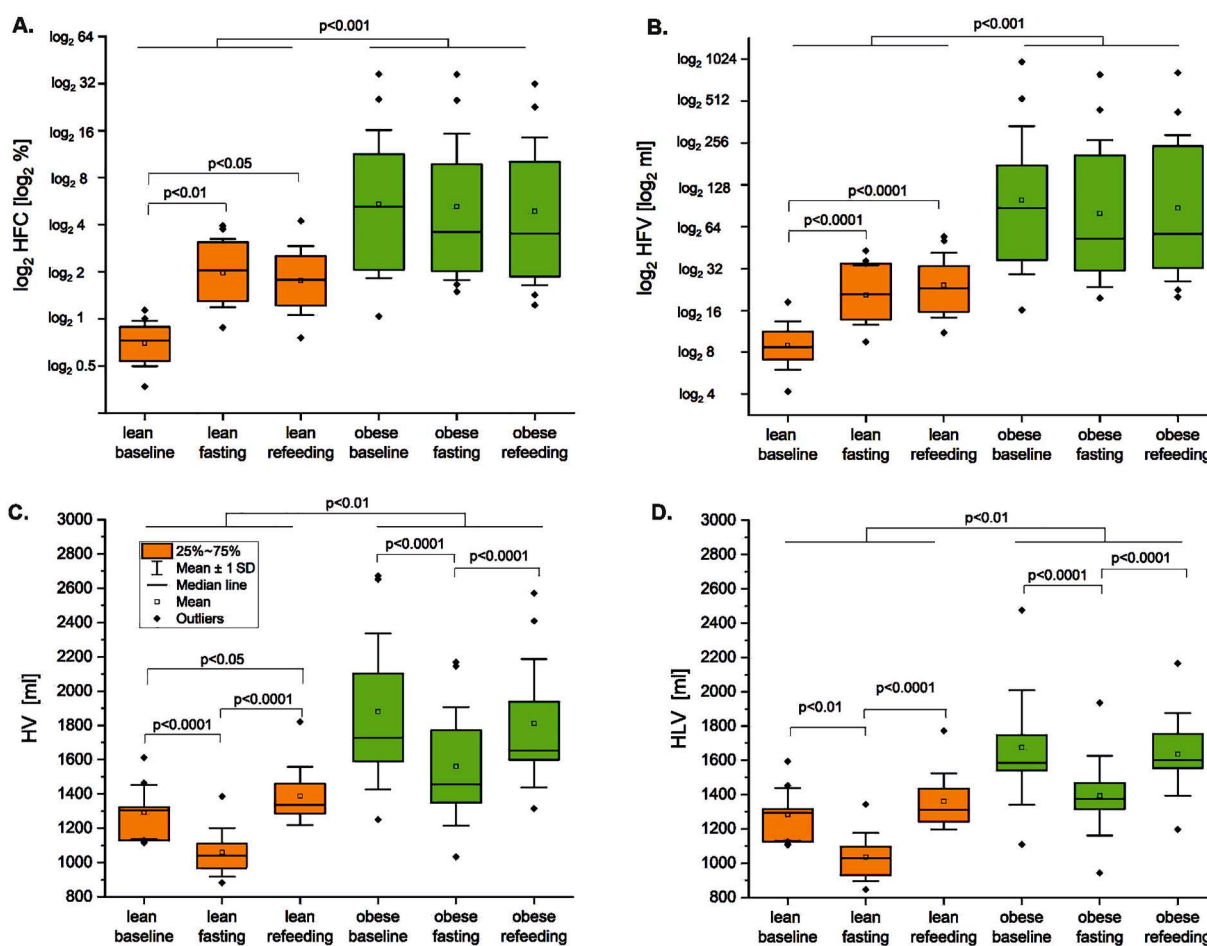 A.
p<0.001
log₂ 64
log₂ 32
log₂ 16
log₂ 8
log₂ 4
log₂ 2
log₂ 1
log₂ 0.5
log₂ HFC [log₂ %]
p<0.05
p<0.01
lean baseline
lean fasting
lean refeeding
obese baseline
obese fasting
obese refeeding
B.
p<0.001
log₂ 1024
log₂ 512
log₂ 256
log₂ 128
log₂ 64
log₂ 32
log₂ 16
log₂ 8
log₂ 4
log₂ HFV [log₂ ml]
p<0.0001
p<0.0001
lean baseline
lean fasting
lean refeeding
obese baseline
obese fasting
obese refeeding
C.
p<0.01
3000
2800
2600
2400
2200
2000
1800
1600
1400
1200
1000
800
HV [ml]
25%~75%
Mean ± 1 SD
Median line
Mean
Outliers
p<0.0001
p<0.0001
p<0.05
p<0.0001
p<0.0001
lean baseline
lean fasting
lean refeeding
obese baseline
obese fasting
obese refeeding
D.
p<0.01
3000
2800
2600
2400
2200
2000
1800
1600
1400
1200
1000
800
HLV [ml]
p<0.0001
p<0.0001
p<0.0001
p<0.01
lean baseline
lean fasting
lean refeeding
obese baseline
obese fasting
obese refeeding